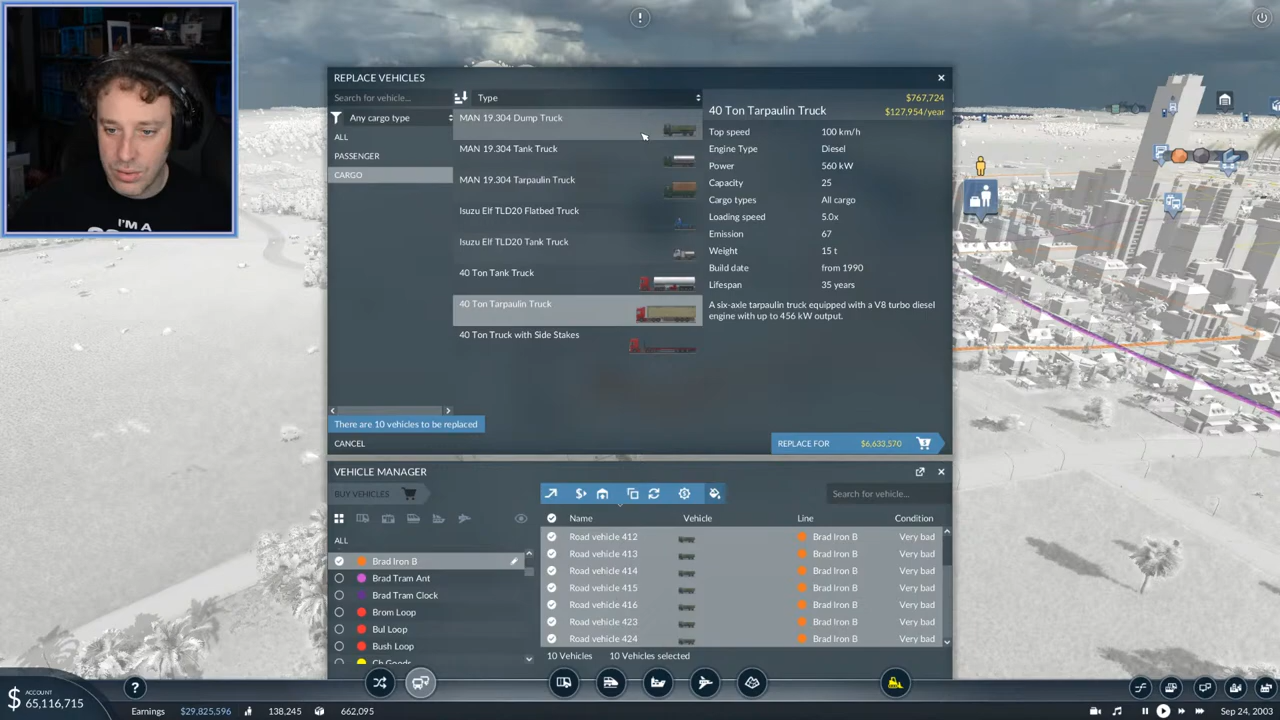 I'M A
REPLACE VEHICLES
Search for vehicle...
Type
Any cargo type
ALL
PASSENGER
CARGO
MAN 19.304 Dump Truck
MAN 19.304 Tank Truck
MAN 19.304 Tarpaulin Truck
Isuzu Elf TLD20 Flatbed Truck
Isuzu Elf TLD20 Tank Truck
40 Ton Tank Truck
40 Ton Tarpaulin Truck
40 Ton Truck with Side Stakes
$767,724
40 Ton Tarpaulin Truck
$127,954/year
Top speed 100 km/h
Engine Type Diesel
Power 560 kW
Capacity 25
Cargo types All cargo
Loading speed 5.0x
Emission 67
Weight 15 t
Build date from 1990
Lifespan 35 years
A six-axle tarpaulin truck equipped with a V8 turbo diesel
engine with up to 456 kW output.
There are 10 vehicles to be replaced
CANCEL
REPLACE FOR $6,633,570
VEHICLE MANAGER
BUY VEHICLES
Search for vehicle...
ALL
Brad Iron B
Brad Tram Ant
Brad Tram Clock
Brom Loop
Bul Loop
Bush Loop
Ch Goods
Name Vehicle Line Condition
Road vehicle 412 Brad Iron B Very bad
Road vehicle 413 Brad Iron B Very bad
Road vehicle 414 Brad Iron B Very bad
Road vehicle 415 Brad Iron B Very bad
Road vehicle 416 Brad Iron B Very bad
Road vehicle 423 Brad Iron B Very bad
Road vehicle 424 Brad Iron B Very bad
10 Vehicles 10 Vehicles selected
$ ACCOUNT
65,116,715
Earnings $29,825,596 138,245 662,095
Sep 24, 2003